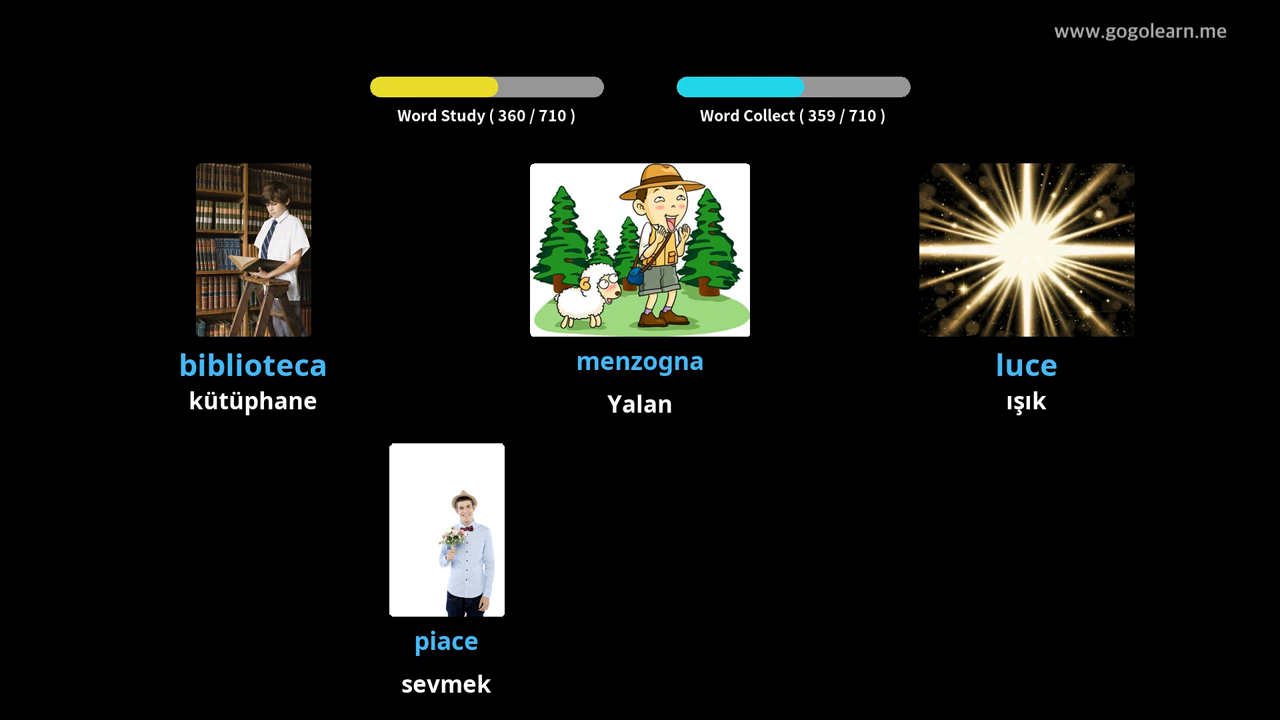 www.gogolearn.me
Word Study ( 360 / 710 )
Word Collect ( 359 / 710 )
biblioteca
kütüphane
menzogna
Yalan
luce
ışık
piace
sevmek